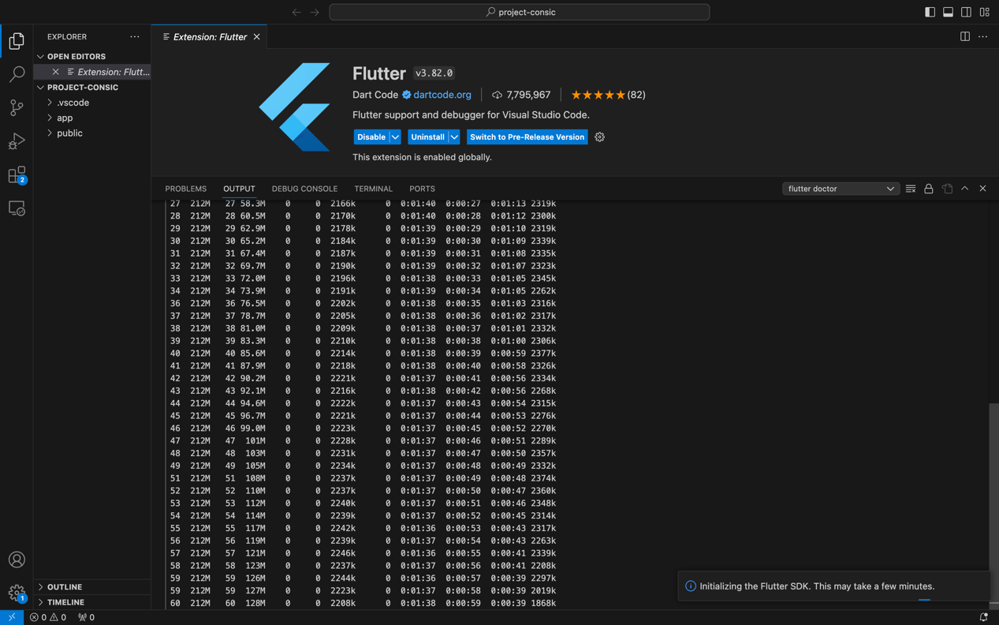 project-consic
EXPLORER
OPEN EDITORS
Extension: Flutt...
PROJECT-CONSIC
.vscode
app
public
OUTLINE
TIMELINE
2
1
Extension: Flutter
Flutter v3.82.0
Dart Code dartcode.org 7,795,967 (82)
Flutter support and debugger for Visual Studio Code.
Disable Uninstall Switch to Pre-Release Version
This extension is enabled globally.
PROBLEMS OUTPUT DEBUG CONSOLE TERMINAL PORTS flutter doctor
27 212M 27 58.3M 0 0 2166k 0 0:01:40 0:00:27 0:01:13 2319k
28 212M 28 60.5M 0 0 2170k 0 0:01:40 0:00:28 0:01:12 2300k
29 212M 29 62.9M 0 0 2178k 0 0:01:39 0:00:29 0:01:10 2319k
30 212M 30 65.2M 0 0 2184k 0 0:01:39 0:00:30 0:01:09 2339k
31 212M 31 67.4M 0 0 2187k 0 0:01:39 0:00:31 0:01:08 2335k
32 212M 32 69.7M 0 0 2190k 0 0:01:39 0:00:32 0:01:07 2323k
33 212M 33 72.0M 0 0 2196k 0 0:01:38 0:00:33 0:01:05 2345k
34 212M 34 73.9M 0 0 2191k 0 0:01:39 0:00:34 0:01:05 2262k
36 212M 36 76.5M 0 0 2202k 0 0:01:38 0:00:35 0:01:03 2316k
37 212M 37 78.7M 0 0 2205k 0 0:01:38 0:00:36 0:01:02 2317k
38 212M 38 81.0M 0 0 2209k 0 0:01:38 0:00:37 0:01:01 2332k
39 212M 39 83.3M 0 0 2210k 0 0:01:38 0:00:38 0:01:00 2306k
40 212M 40 85.6M 0 0 2214k 0 0:01:38 0:00:39 0:00:59 2377k
41 212M 41 87.9M 0 0 2218k 0 0:01:38 0:00:40 0:00:58 2326k
42 212M 42 90.2M 0 0 2221k 0 0:01:37 0:00:41 0:00:56 2334k
43 212M 43 92.1M 0 0 2216k 0 0:01:38 0:00:42 0:00:56 2268k
44 212M 44 94.6M 0 0 2222k 0 0:01:37 0:00:43 0:00:54 2315k
45 212M 45 96.7M 0 0 2221k 0 0:01:37 0:00:44 0:00:53 2276k
46 212M 46 99.0M 0 0 2223k 0 0:01:37 0:00:45 0:00:52 2270k
47 212M 47 101M 0 0 2228k 0 0:01:37 0:00:46 0:00:51 2289k
48 212M 48 103M 0 0 2231k 0 0:01:37 0:00:47 0:00:50 2357k
49 212M 49 105M 0 0 2234k 0 0:01:37 0:00:48 0:00:49 2332k
51 212M 51 108M 0 0 2237k 0 0:01:37 0:00:49 0:00:48 2374k
52 212M 52 110M 0 0 2237k 0 0:01:37 0:00:50 0:00:47 2360k
53 212M 53 112M 0 0 2240k 0 0:01:37 0:00:51 0:00:46 2348k
54 212M 54 114M 0 0 2239k 0 0:01:37 0:00:52 0:00:45 2314k
55 212M 55 117M 0 0 2242k 0 0:01:36 0:00:53 0:00:43 2317k
56 212M 56 119M 0 0 2239k 0 0:01:37 0:00:54 0:00:43 2263k
57 212M 57 121M 0 0 2246k 0 0:01:36 0:00:55 0:00:41 2339k
58 212M 58 123M 0 0 2237k 0 0:01:37 0:00:56 0:00:41 2208k
59 212M 59 126M 0 0 2244k 0 0:01:36 0:00:57 0:00:39 2297k
59 212M 59 127M 0 0 2223k 0 0:01:37 0:00:58 0:00:39 2019k
60 212M 60 128M 0 0 2208k 0 0:01:38 0:00:59 0:00:39 1868k
Initializing the Flutter SDK. This may take a few minutes.
0 0 0